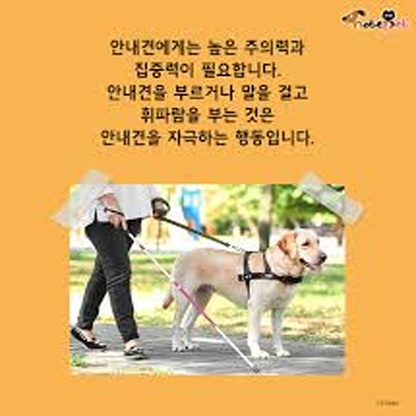 notepet
안내견에게는 높은 주의력과
집중력이 필요합니다.
안내견을 부르거나 말을 걸고
휘파람을 부는 것은
안내견을 자극하는 행동입니다.